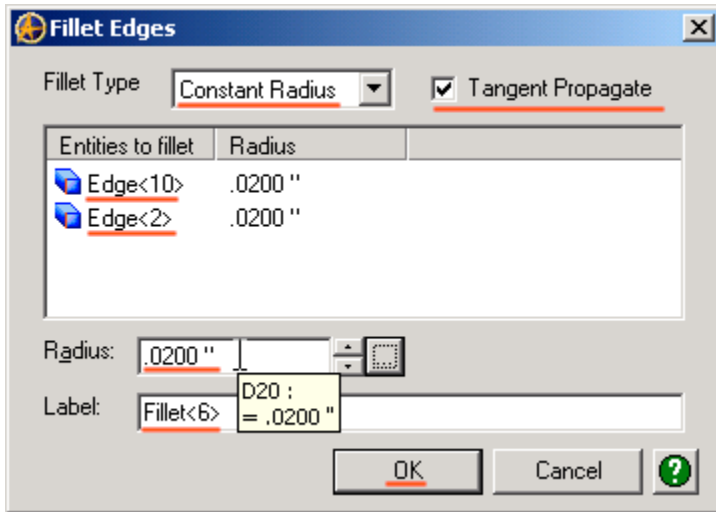 Fillet Edges
Fillet Type Constant Radius Tangent Propagate
Entities to fillet Radius
Edge<10> .0200 "
Edge<2> .0200 "
Radius: .0200 "
D20 :
= .0200 "
Label: Fillet<6>
OK Cancel ?